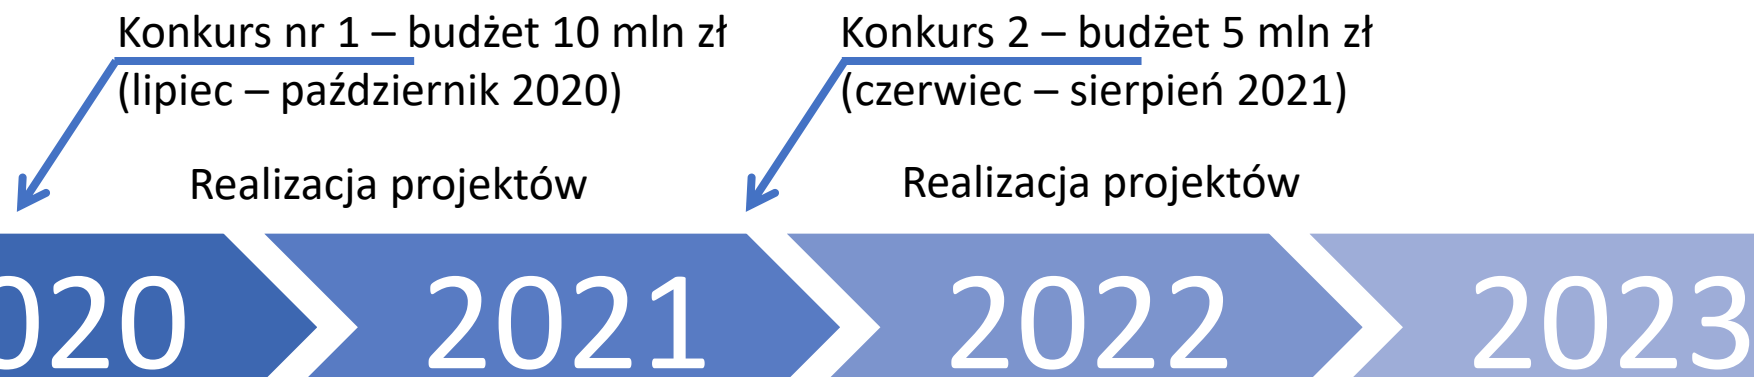 Konkurs nr 1 – budżet 10 mln zł
(lipiec – październik 2020)
Konkurs 2 – budżet 5 mln zł
(czerwiec – sierpień 2021)
Realizacja projektów
Realizacja projektów
020
2021
2022
2023